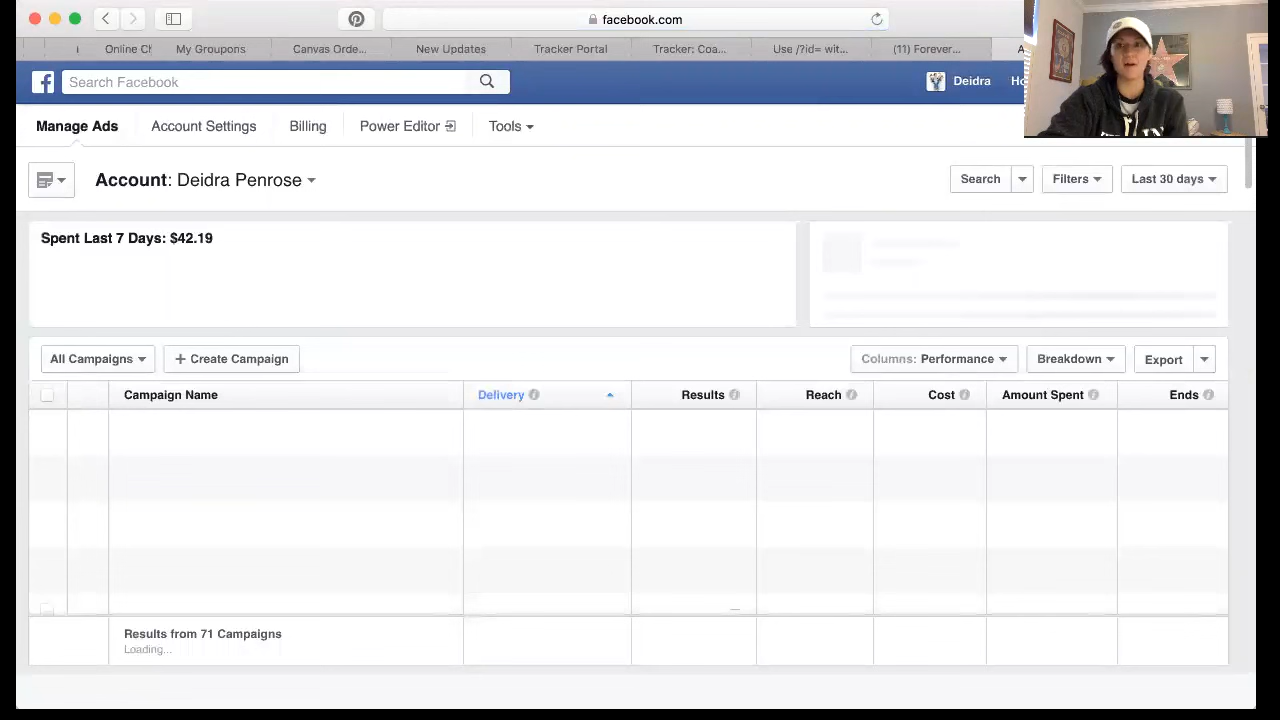 facebook.com
Online Cl
My Groupons
Canvas Orde...
New Updates
Trooper Portal
Tracker: Coa...
Use /?id= wit...
(11) Forever...
A
Search Facebook
Deidra
Ho
Manage Ads
Account Settings
Billing
Power Editor
Tools
Account: Deidra Penrose
Search
Filters
Last 30 days
Spent Last 7 Days: $42.19
All Campaigns
+ Create Campaign
Columns: Performance
Breakdown
Export
Campaign Name
Delivery
Results
Reach
Cost
Amount Spent
Ends
Results from 71 Campaigns
Loading...